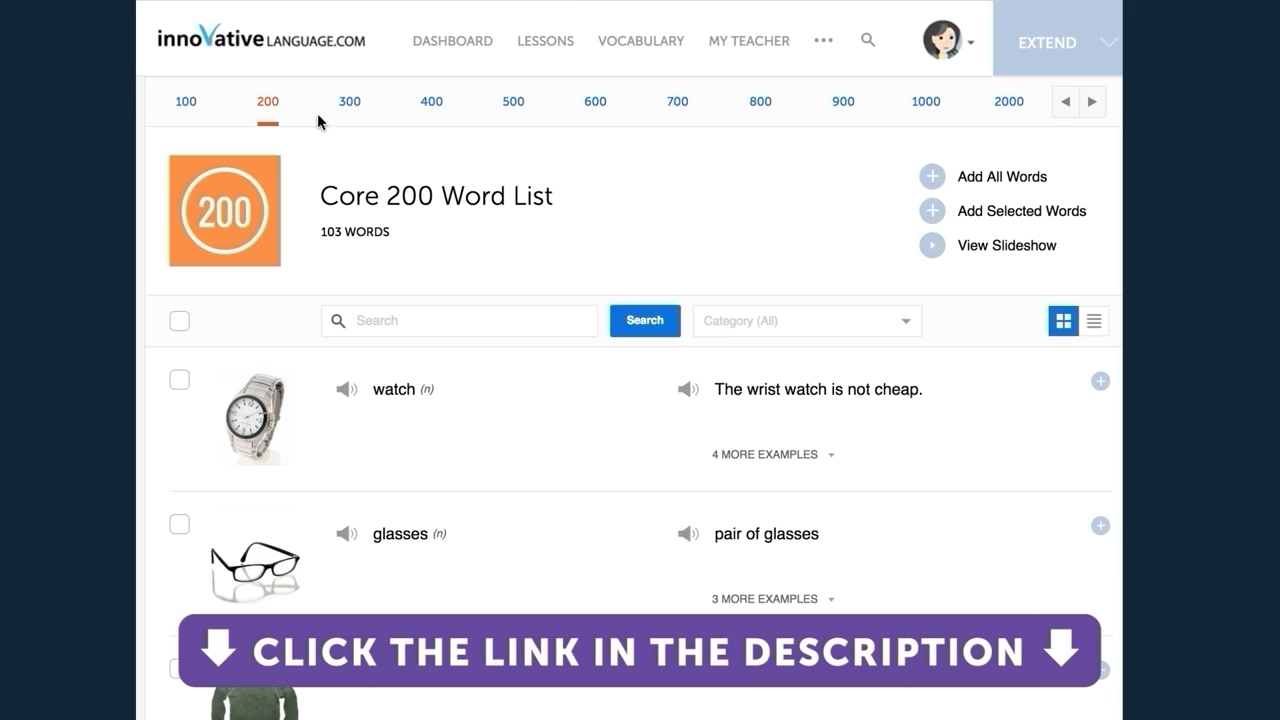 innoVative LANGUAGE.COM
DASHBOARD LESSONS VOCABULARY MY TEACHER EXTEND
100 200 300 400 500 600 700 800 900 1000 2000
200
Core 200 Word List
103 WORDS
Add All Words
Add Selected Words
View Slideshow
Search Search Category (All)
watch (n) The wrist watch is not cheap.
4 MORE EXAMPLES
glasses (n) pair of glasses
3 MORE EXAMPLES
CLICK THE LINK IN THE DESCRIPTION